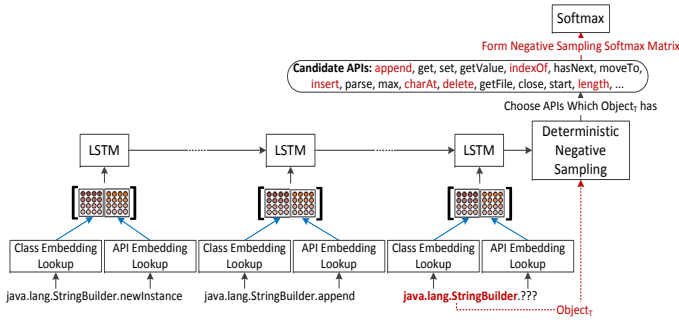 Softmax
Form Negative Sampling Softmax Matrix
Candidate APIs: append, get, set, getValue, indexOf, hasNext, moveTo,
insert, parse, max, charAt, delete, getFile, close, start, length, ...
Choose APIs Which ObjectT has
LSTM
LSTM
LSTM
Deterministic
Negative
Sampling
Class Embedding
Lookup
API Embedding
Lookup
Class Embedding
Lookup
API Embedding
Lookup
Class Embedding
Lookup
API Embedding
Lookup
java.lang.StringBuilder.newInstance
java.lang.StringBuilder.append
java.lang.StringBuilder.???
ObjectT